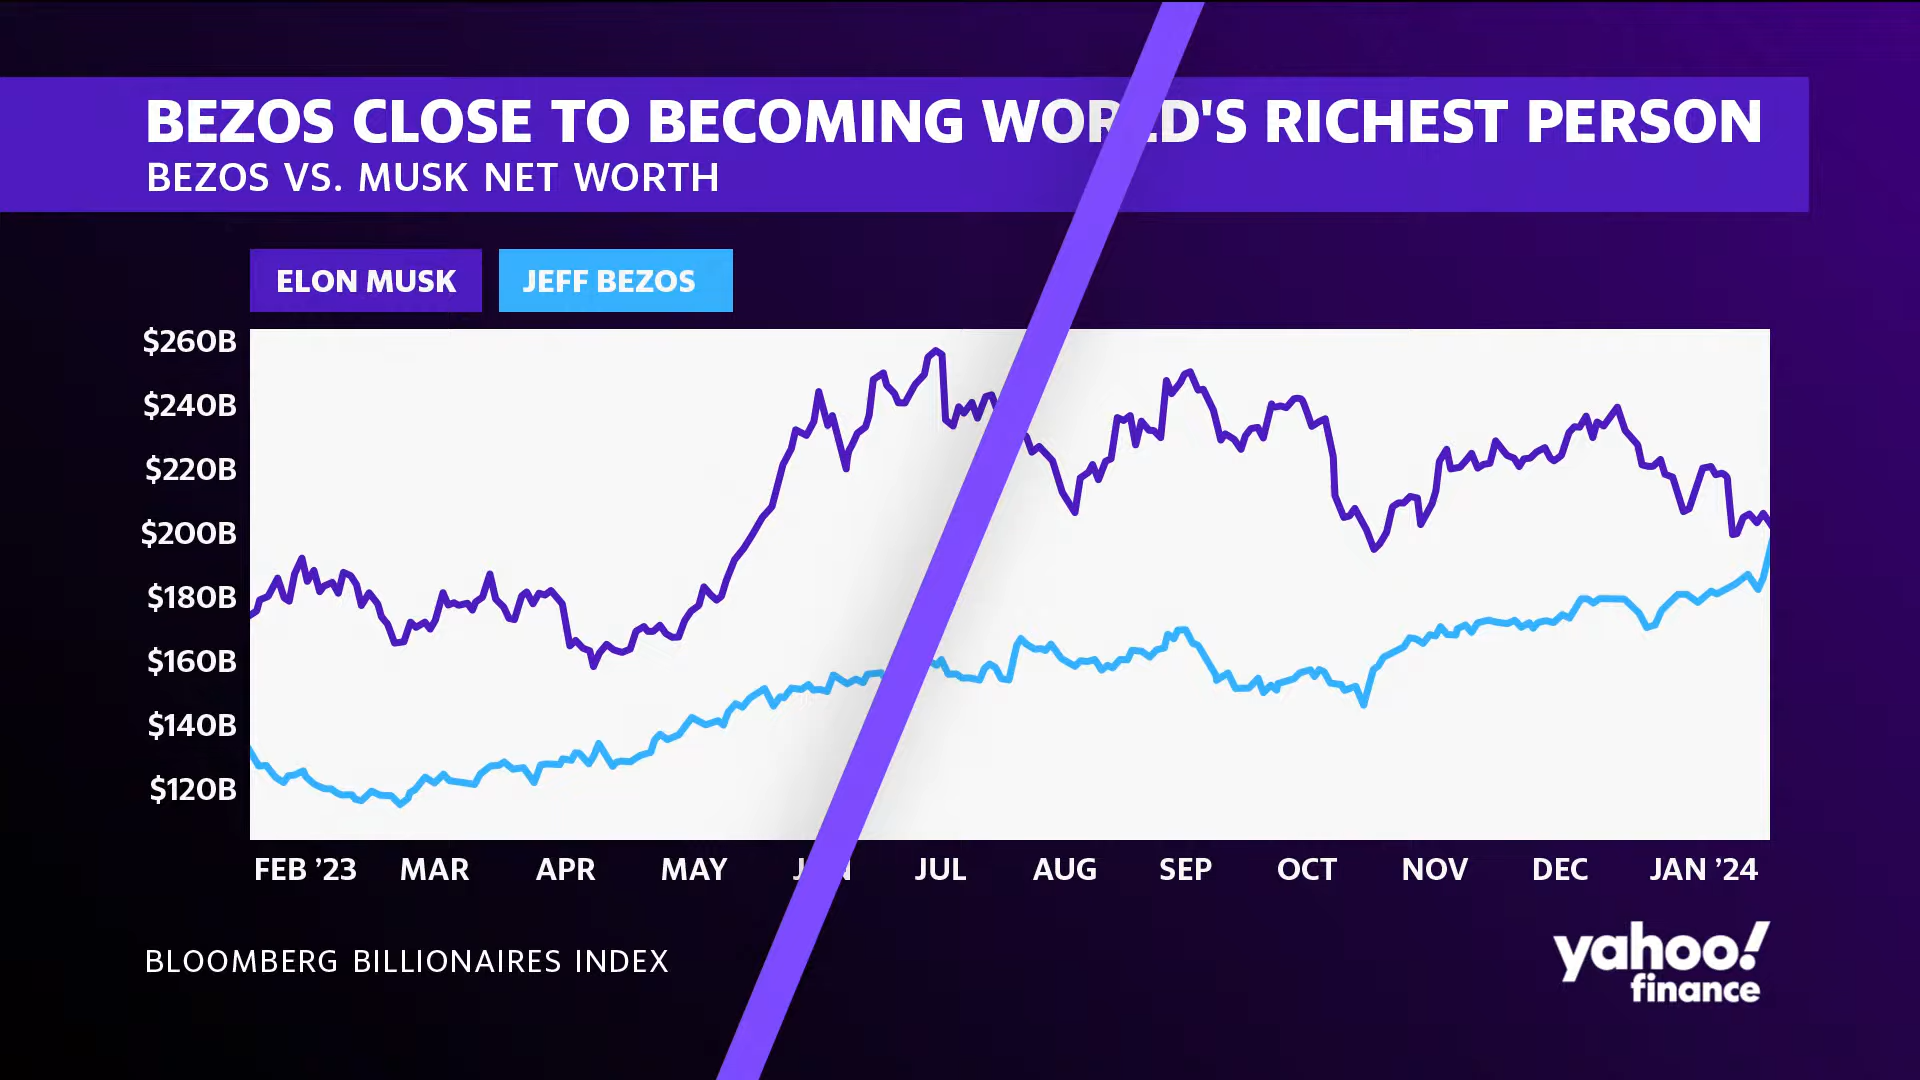 BEZOS CLOSE TO BECOMING WORLD'S RICHEST PERSON
BEZOS VS. MUSK NET WORTH
ELON MUSK
JEFF BEZOS
$260B
$240B
$220B
$200B
$180B
$160B
$140B
$120B
FEB ’23 MAR APR MAY JUN JUL AUG SEP OCT NOV DEC JAN ’24
BLOOMBERG BILLIONAIRES INDEX
yahoo!
finance